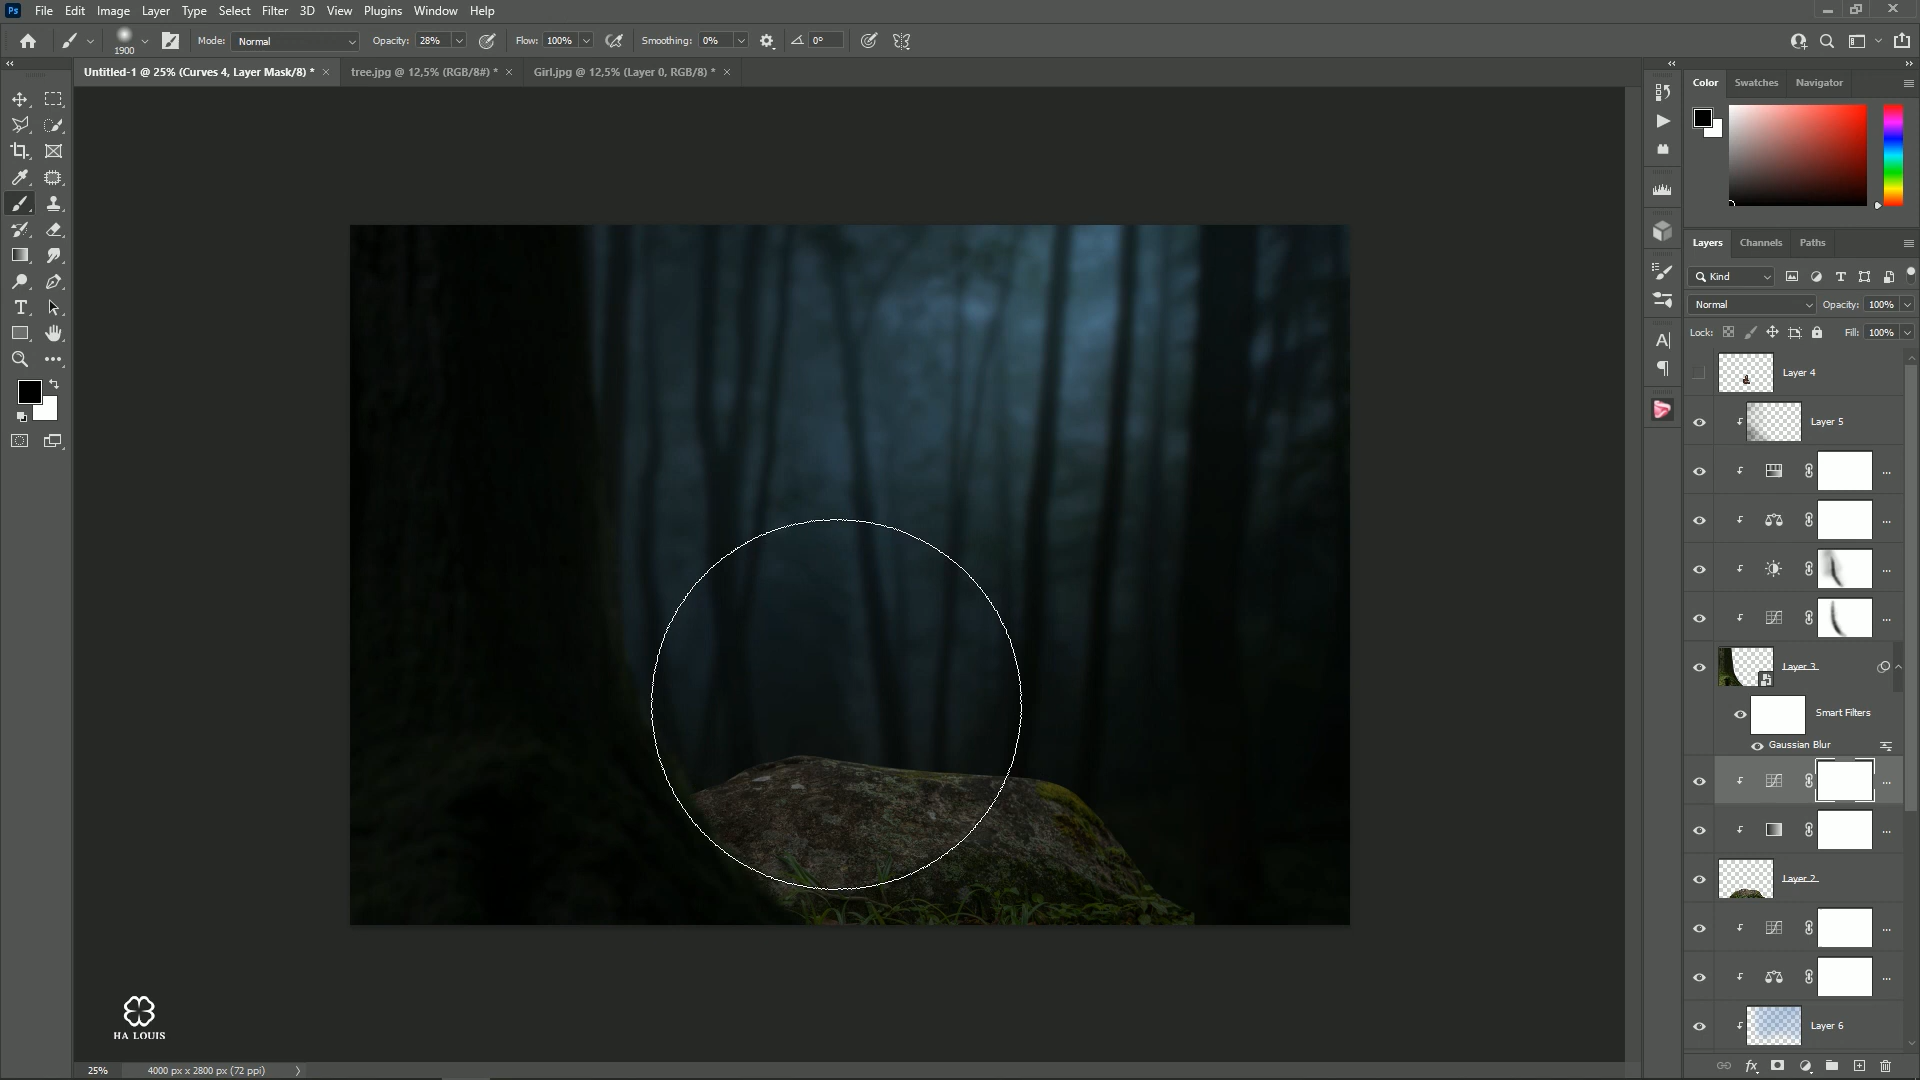 Ps File Edit Image Layer Type Select Filter 3D View Plugins Window Help
1900 Mode: Normal Opacity: 28% Flow: 100% Smoothing: 0% 0°
Untitled-1 @ 25% (Curves 4, Layer Mask/8) * × tree.jpg @ 12,5% (RGB/8#) * × Girl.jpg @ 12,5% (Layer 0, RGB/8) * ×
Color Swatches Navigator
Layers Channels Paths
Kind
Normal Opacity: 100%
Lock: Fill: 100%
Layer 4
Layer 5
Layer 3
Smart Filters
Gaussian Blur
Layer 2
Layer 6
HA LOUIS
25% 4000 px x 2800 px (72 ppi)